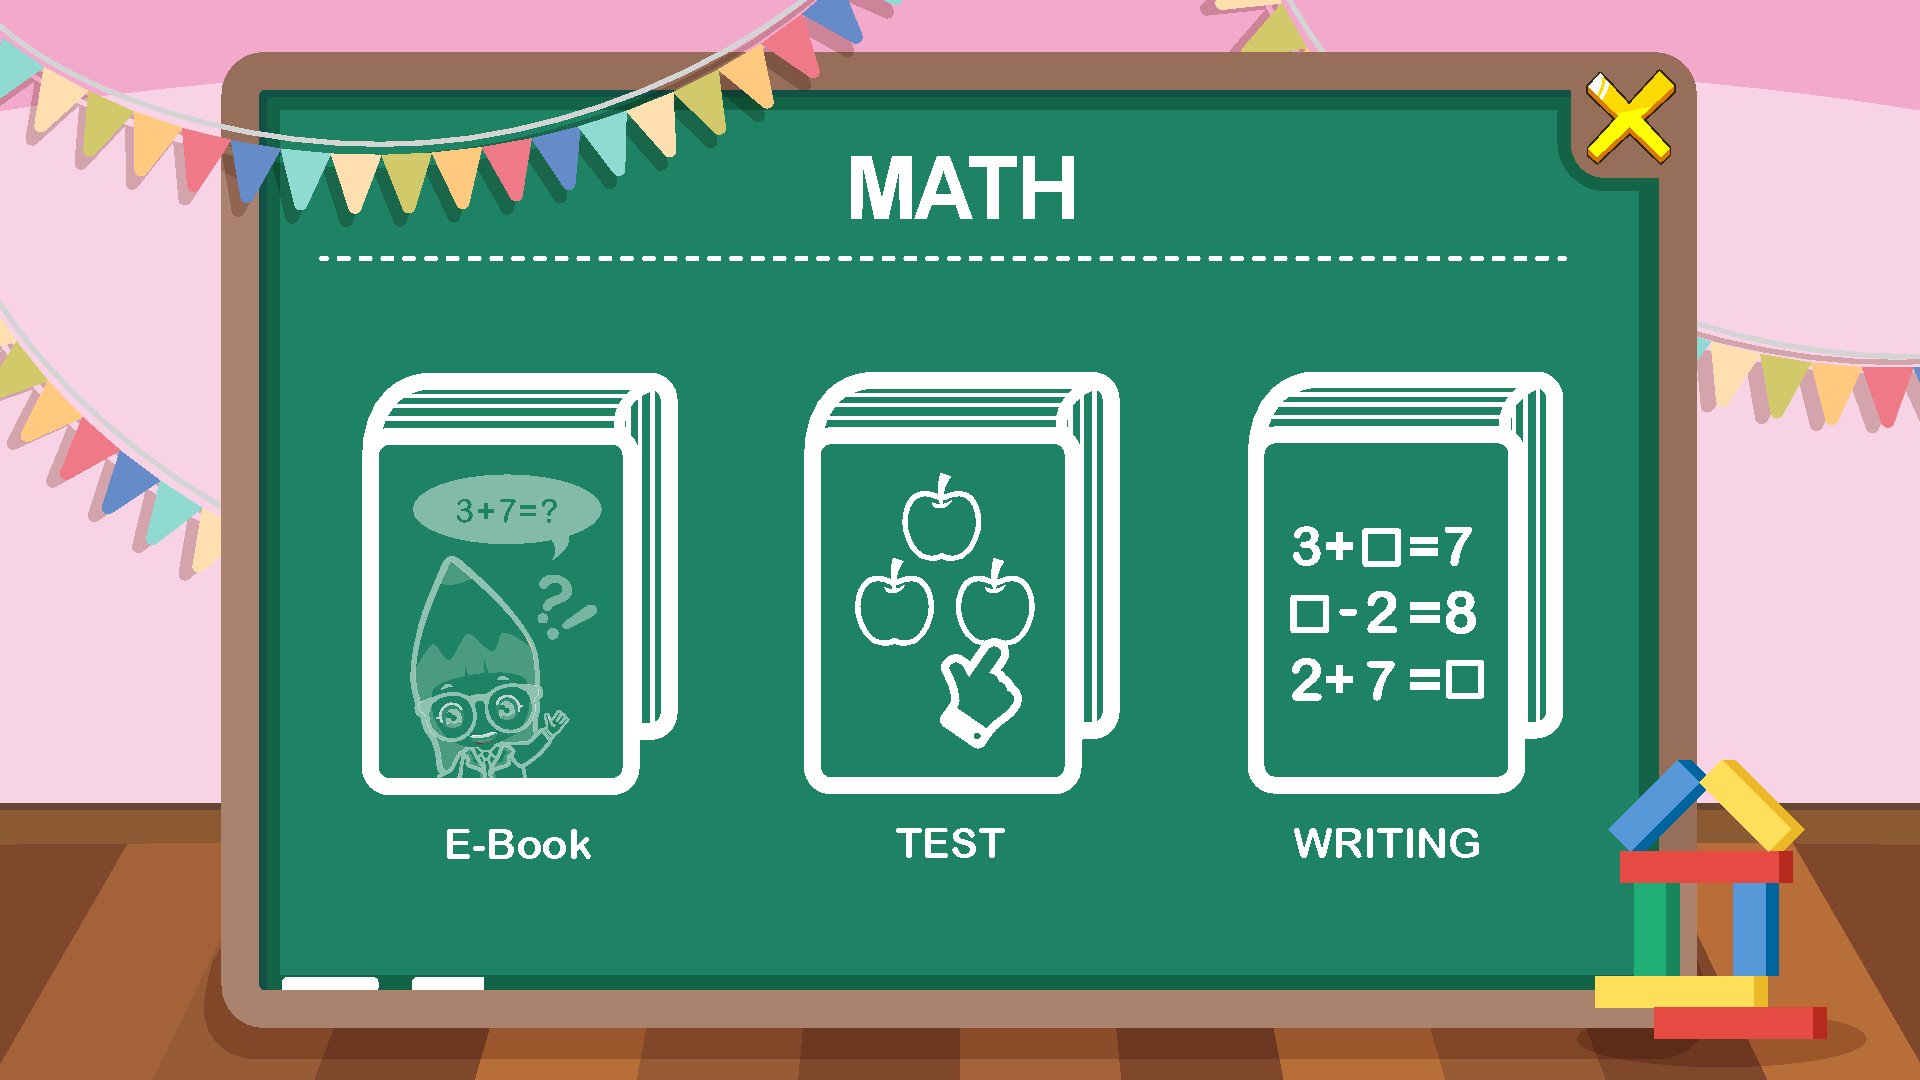 MATH
3+7=?
?!
3+□=7
□-2=8
2+7=□
E-Book
TEST
WRITING